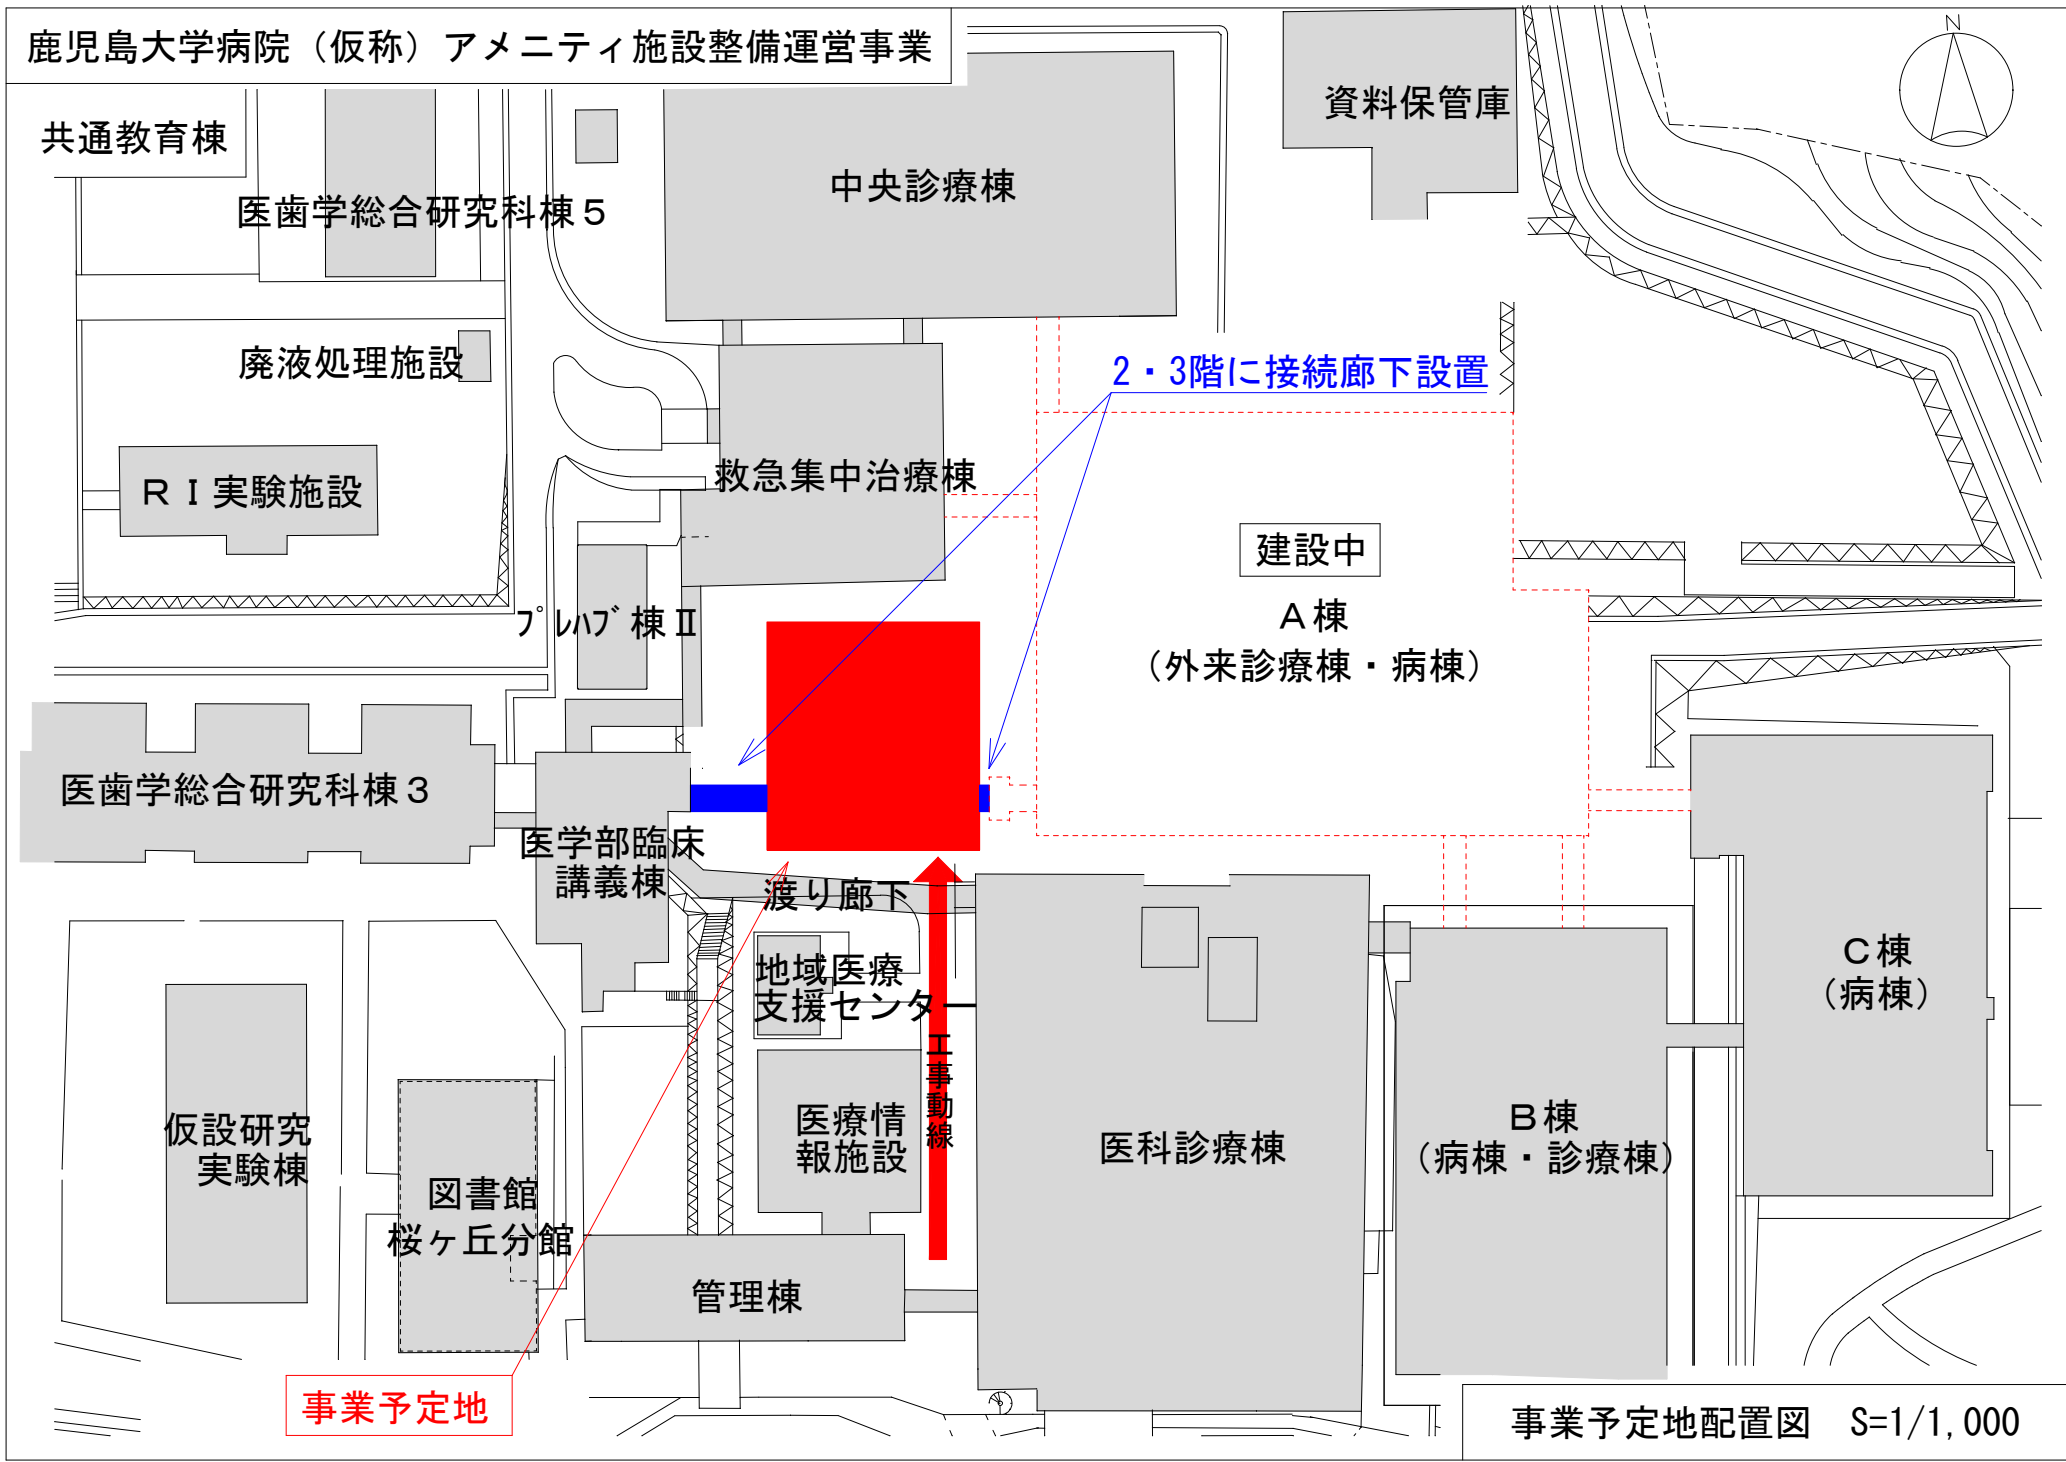 鹿児島大学病院（仮称）アメニティ施設整備運営事業
N
共通教育棟
資料保管庫
医歯学総合研究科棟５
中央診療棟
廃液処理施設
2・3階に接続廊下設置
ＲＩ実験施設
救急集中治療棟
建設中
Ａ棟
（外来診療棟・病棟）
ﾌﾟﾚﾊﾌﾞ棟Ⅱ
医歯学総合研究科棟３
医学部臨床
講義棟
渡り廊下
地域医療
支援センター
工事動線
Ｃ棟
（病棟）
仮設研究
実験棟
医療情
報施設
医科診療棟
Ｂ棟
（病棟・診療棟）
図書館
桜ヶ丘分館
管理棟
事業予定地
事業予定地配置図　S=1/1,000